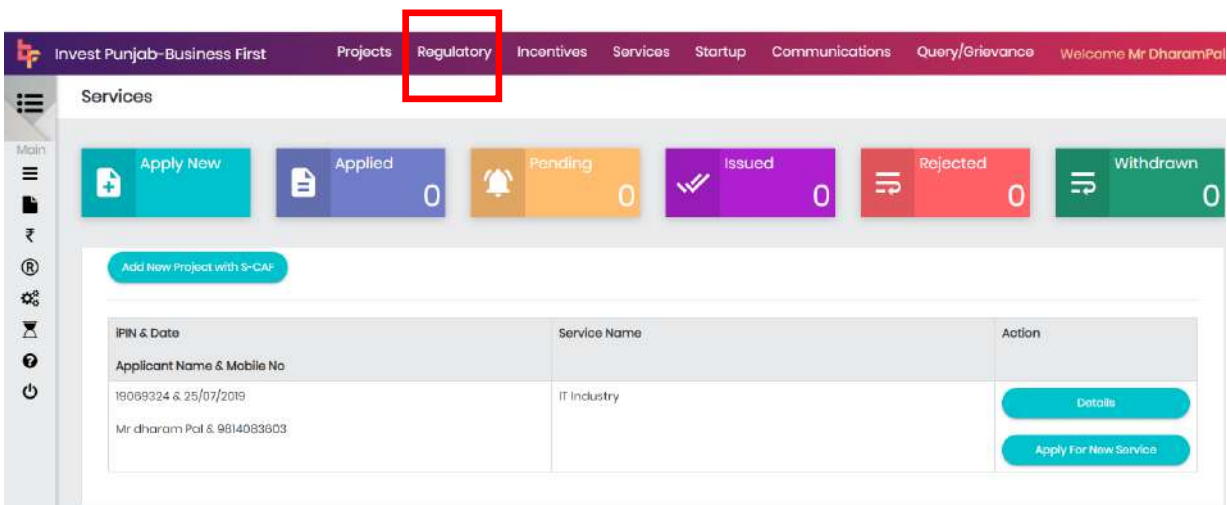 Invest Punjab-Business First Projects Regulatory Incentives Services Startup Communications Query/Grievance Welcome Mr DharamPal
Services
Main
Apply New
Applied
0
Pending
0
Issued
0
Rejected
0
Withdrawn
0
Add New Project with S-CAF
iPIN & Date
Applicant Name & Mobile No
Service Name
Action
19069324 & 25/07/2019
Mr dharam Pal & 9814083603
IT Industry
Details
Apply For New Service